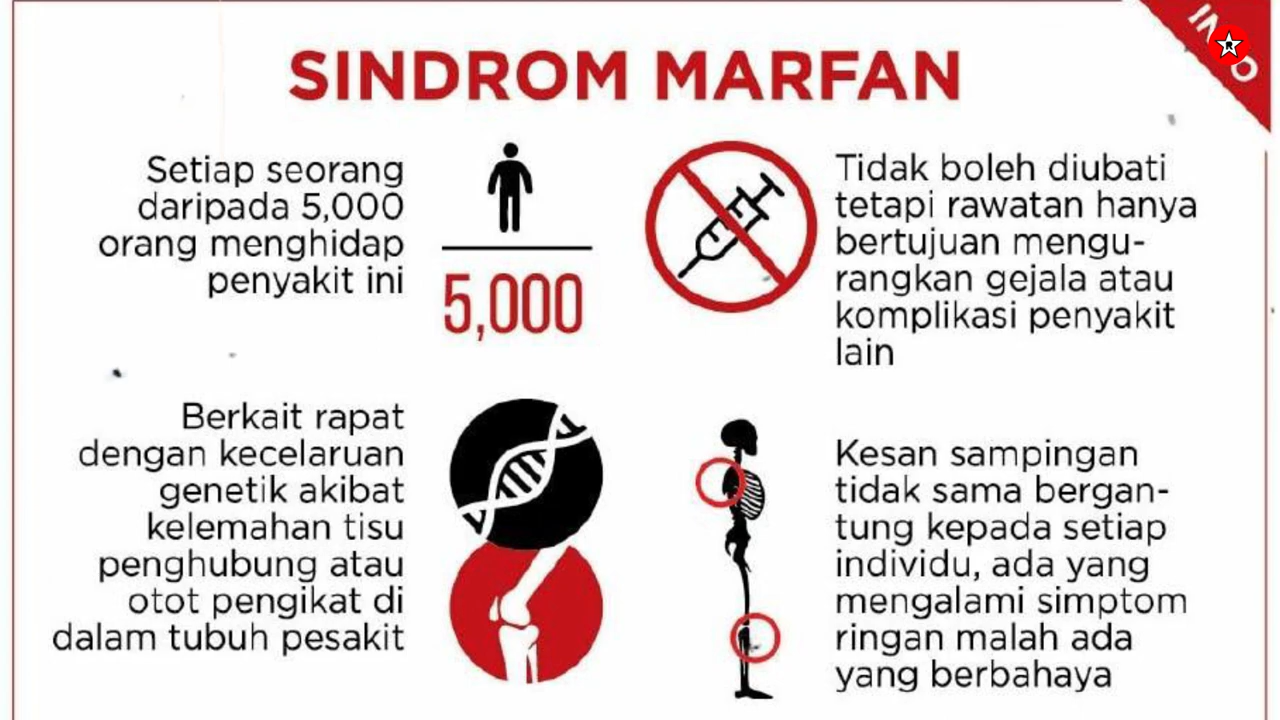 SINDROM MARFAN
Setiap seorang
daripada 5,000
orang menghidap
penyakit ini
5,000
Tidak boleh diubati
tetapi rawatan hanya
bertujuan mengu-
rangkan gejala atau
komplikasi penyakit
lain
Berkait rapat
dengan kecelaruan
genetik akibat
kelemahan tisu
penghubung atau
otot pengikat di
dalam tubuh pesakit
Kesan sampingan
tidak sama bergan-
tung kepada setiap
individu, ada yang
mengalami simptom
ringan malah ada
yang berbahaya